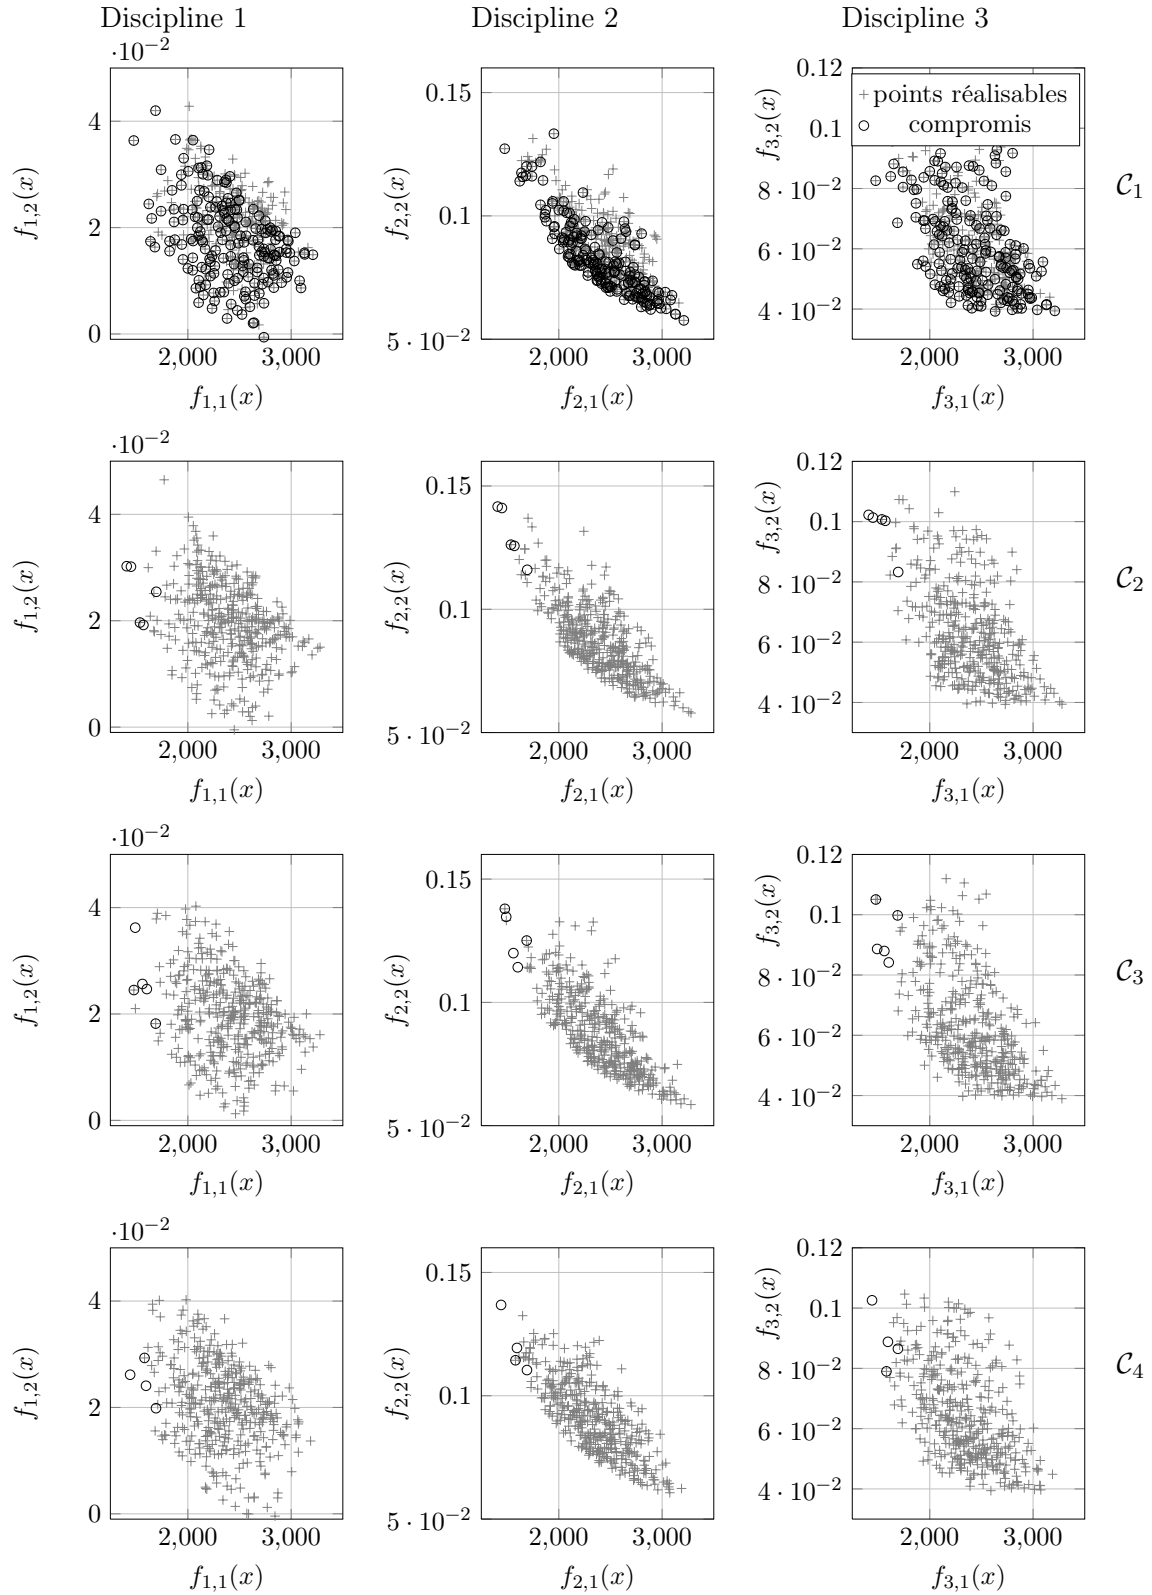 Discipline 1 Discipline 2 Discipline 3
·10⁻² 0.12
4 0.15 0.1
2 0.1 8 · 10⁻²
6 · 10⁻²
0 5 · 10⁻² 4 · 10⁻²
f₁,₂(x) f₂,₂(x) f₃,₂(x)
points réalisables
compromis
C₁
2,000 3,000 2,000 3,000 2,000 3,000
f₁,₁(x) f₂,₁(x) f₃,₁(x)
·10⁻² 0.12
4 0.15 0.1
2 0.1 8 · 10⁻²
6 · 10⁻²
0 5 · 10⁻² 4 · 10⁻²
f₁,₂(x) f₂,₂(x) f₃,₂(x)
C₂
2,000 3,000 2,000 3,000 2,000 3,000
f₁,₁(x) f₂,₁(x) f₃,₁(x)
·10⁻² 0.12
4 0.15 0.1
2 0.1 8 · 10⁻²
6 · 10⁻²
0 5 · 10⁻² 4 · 10⁻²
f₁,₂(x) f₂,₂(x) f₃,₂(x)
C₃
2,000 3,000 2,000 3,000 2,000 3,000
f₁,₁(x) f₂,₁(x) f₃,₁(x)
·10⁻² 0.12
4 0.15 0.1
2 0.1 8 · 10⁻²
6 · 10⁻²
0 5 · 10⁻² 4 · 10⁻²
f₁,₂(x) f₂,₂(x) f₃,₂(x)
C₄
2,000 3,000 2,000 3,000 2,000 3,000
f₁,₁(x) f₂,₁(x) f₃,₁(x)